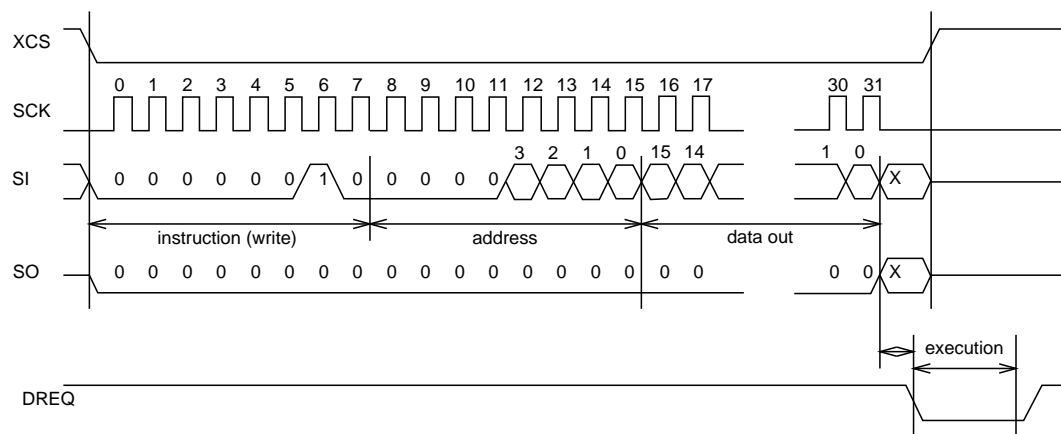 XCS
0 1 2 3 4 5 6 7 8 9 10 11 12 13 14 15 16 17 30 31
SCK
3 2 1 0 15 14 1 0
SI 0 0 0 0 0 0 1 0 0 0 0 0 X
instruction (write) address data out
SO 0 0 0 0 0 0 0 0 0 0 0 0 0 0 0 0 0 0 0 0 X
execution
DREQ